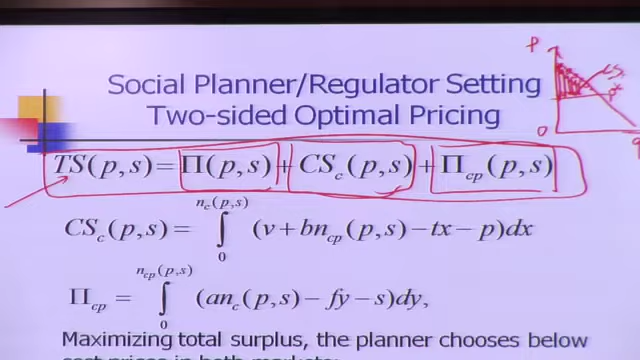 Social Planner/Regulator Setting
Two-sided Optimal Pricing
TS(p,s) = Π(p,s) + CS_c(p,s) + Π_cp(p,s)
CS_c(p,s) = ∫_0^{n_c(p,s)} (v + bn_cp(p,s) − tx − p)dx
Π_cp = ∫_0^{n_cp(p,s)} (an_c(p,s) − fy − s)dy,
Maximizing total surplus, the planner chooses below
P
0